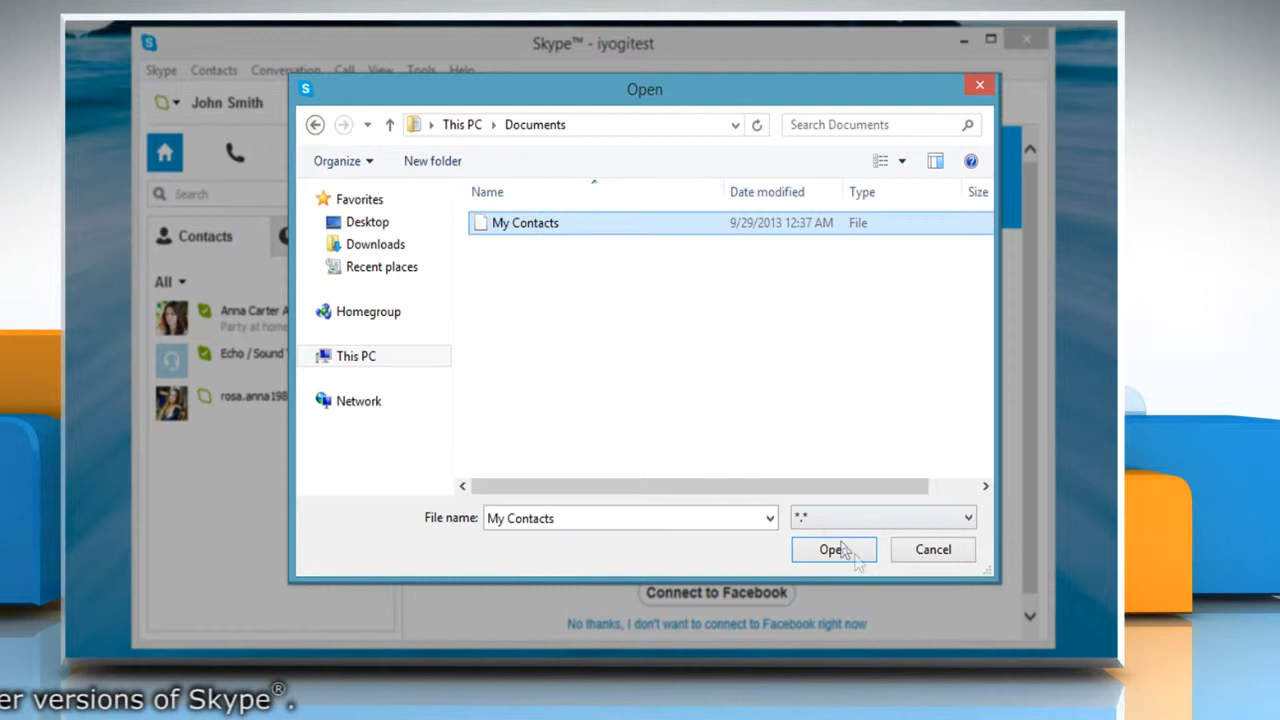 Skype™ - iyogitest
Skype Contacts Conversation Call View Tools Help
John Smith
Search
Contacts
All
Anna Carter A
Party at home
Echo / Sound
rosa.anna198
Open
This PC Documents
Search Documents
Organize New folder
Name Date modified Type Size
Favorites
Desktop
Downloads
Recent places
Homegroup
This PC
Network
My Contacts 9/29/2013 12:37 AM File
File name: My Contacts *.*
Open Cancel
Connect to Facebook
No thanks, I don't want to connect to Facebook right now
er versions of Skype®.